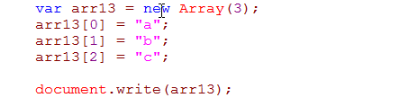 var arr13 = new Array(3);
arr13[0] = "a";
arr13[1] = "b";
arr13[2] = "c";
document.write(arr13);